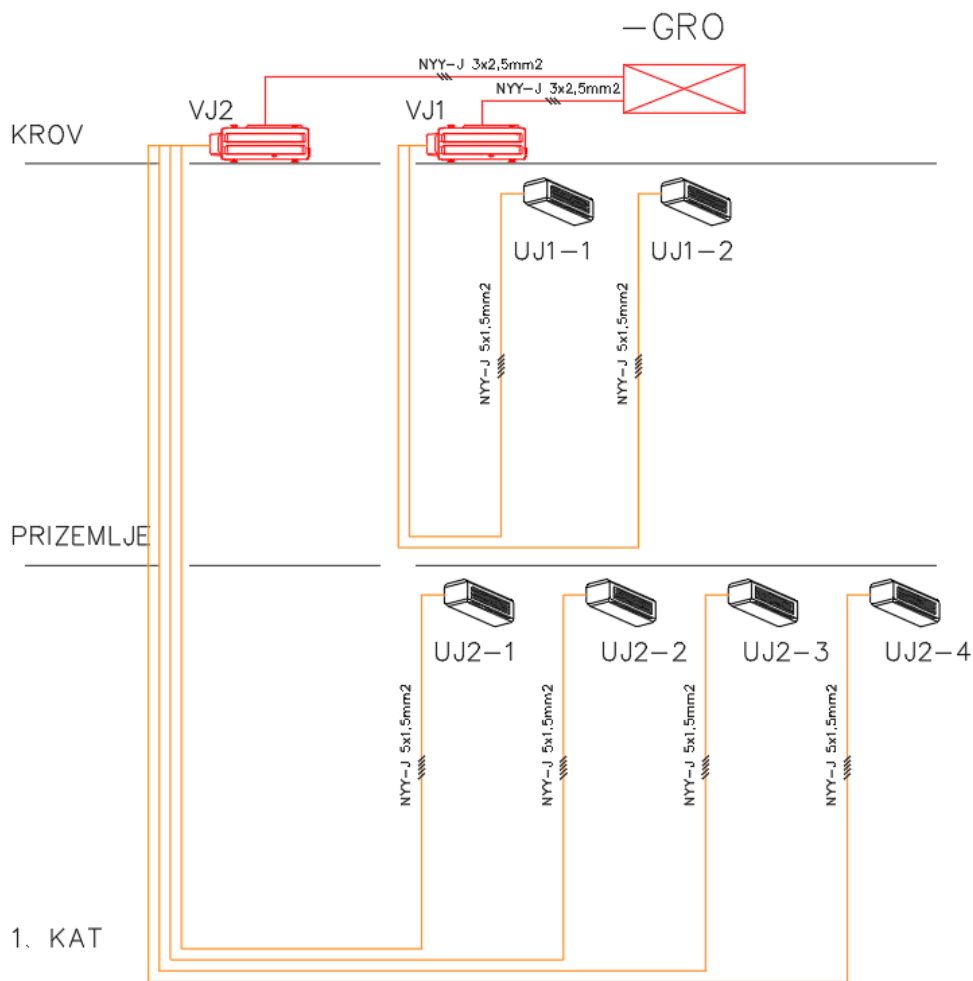 –GRO
NYY–J 3x2,5mm2
NYY–J 3x2,5mm2
VJ2
VJ1
KROV
UJ1–1
UJ1–2
NYY–J 5x1,5mm2
NYY–J 5x1,5mm2
PRIZEMLJE
UJ2–1
UJ2–2
UJ2–3
UJ2–4
NYY–J 5x1,5mm2
NYY–J 5x1,5mm2
NYY–J 5x1,5mm2
NYY–J 5x1,5mm2
1. KAT